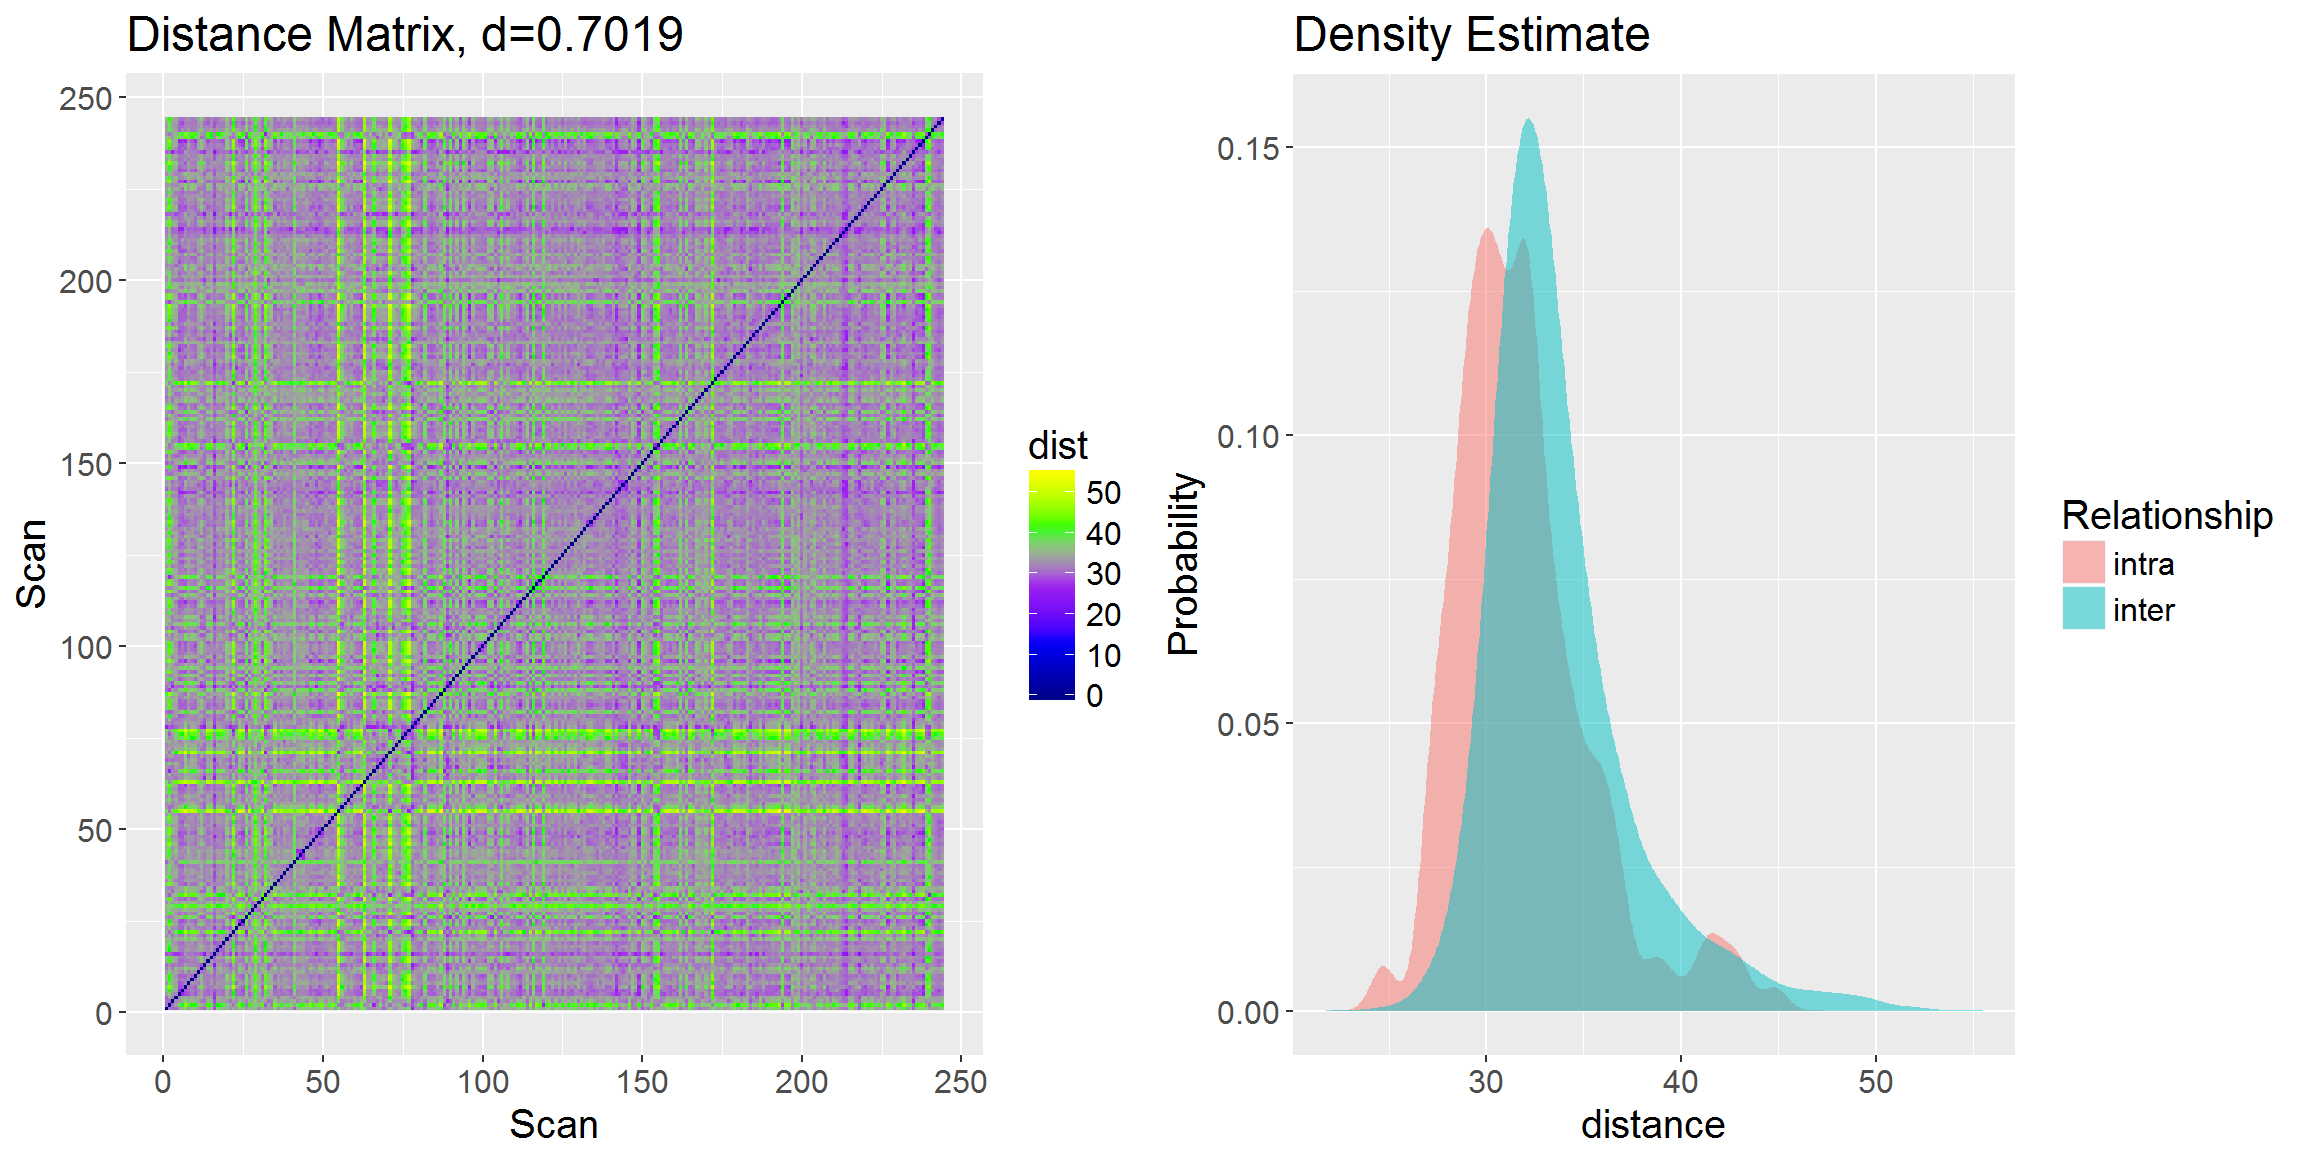 Distance Matrix, d=0.7019
Scan
250
200
150
100
50
0
0 50 100 150 200 250
Scan
dist
50
40
30
20
10
0
Density Estimate
Probability
0.15
0.10
0.05
0.00
30 40 50
distance
Relationship
intra
inter